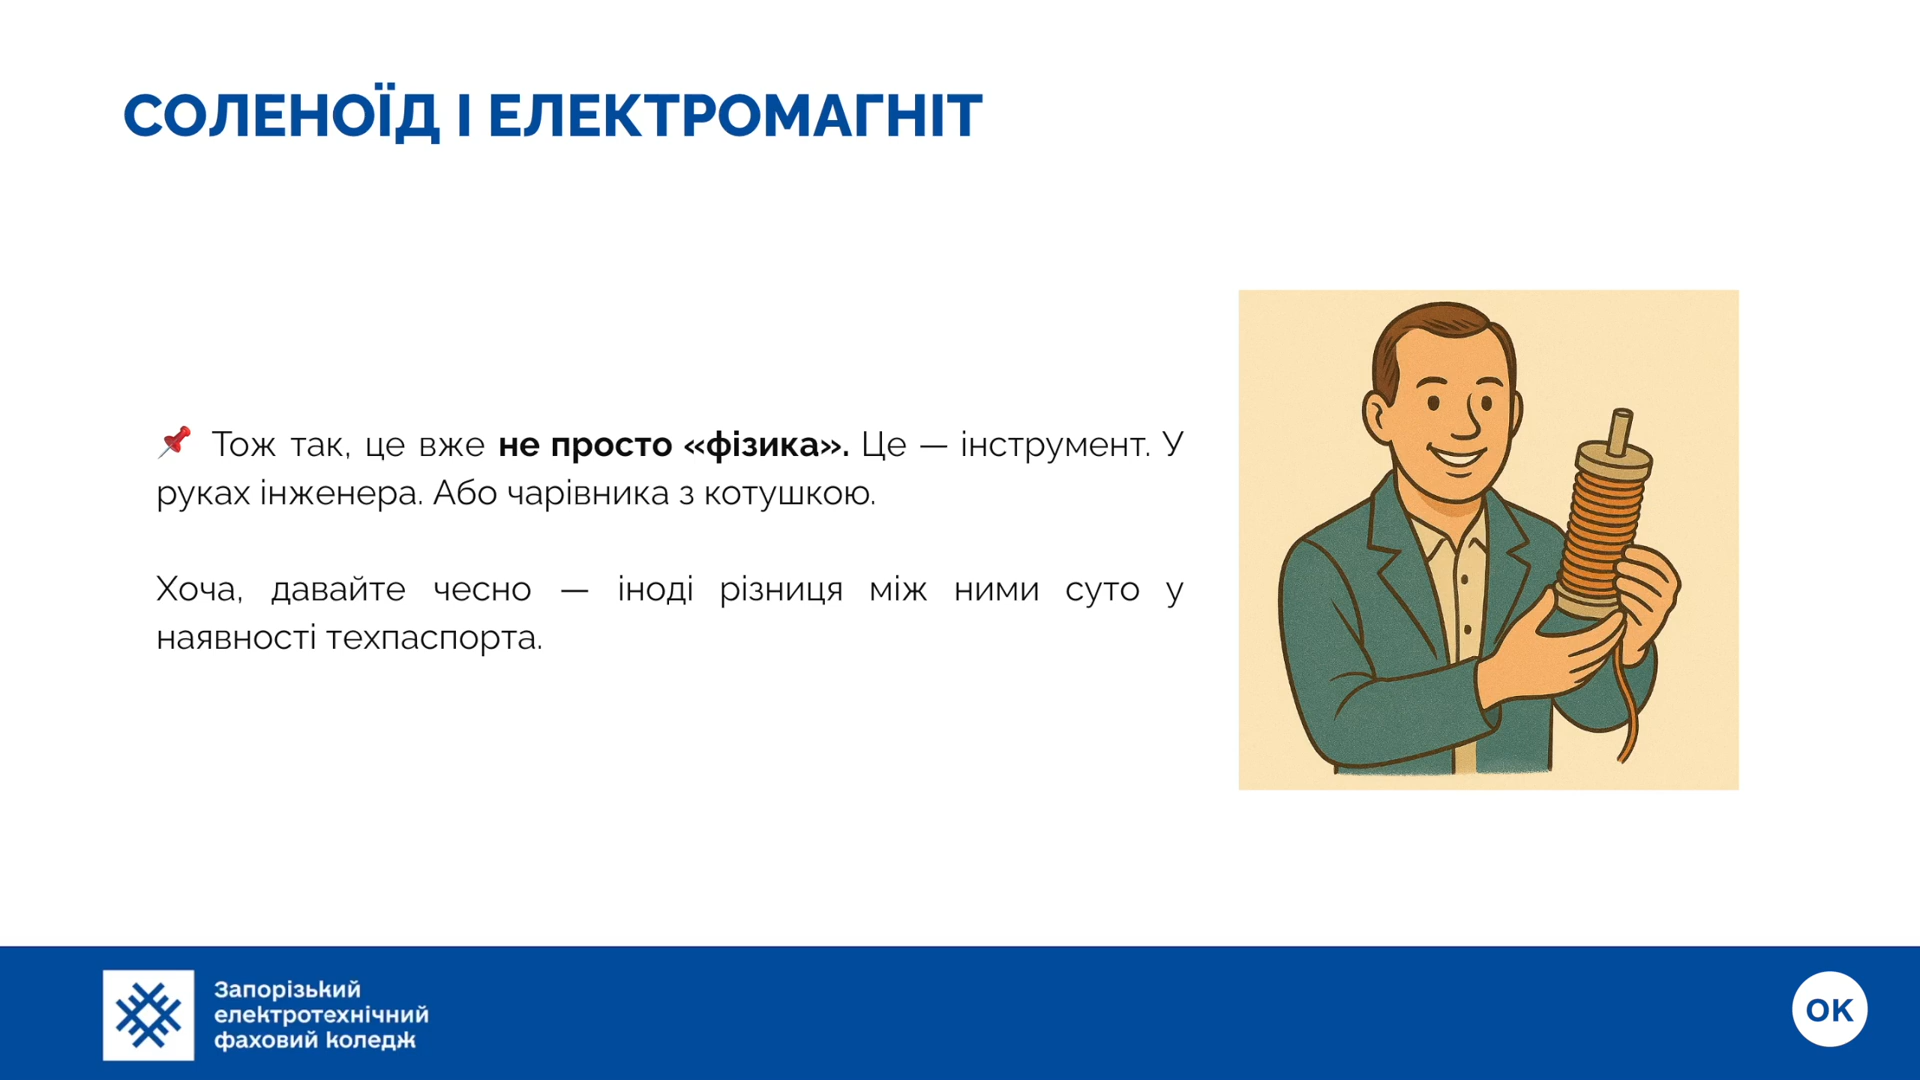 СОЛЕНОЇД І ЕЛЕКТРОМАГНІТ
📌 Тож так, це вже не просто «фізика». Це — інструмент. У
руках інженера. Або чарівника з котушкою.
Хоча, давайте чесно — іноді різниця між ними суто у
наявності техпаспорта.
Запорізький
електротехнічний
фаховий коледж
ОК